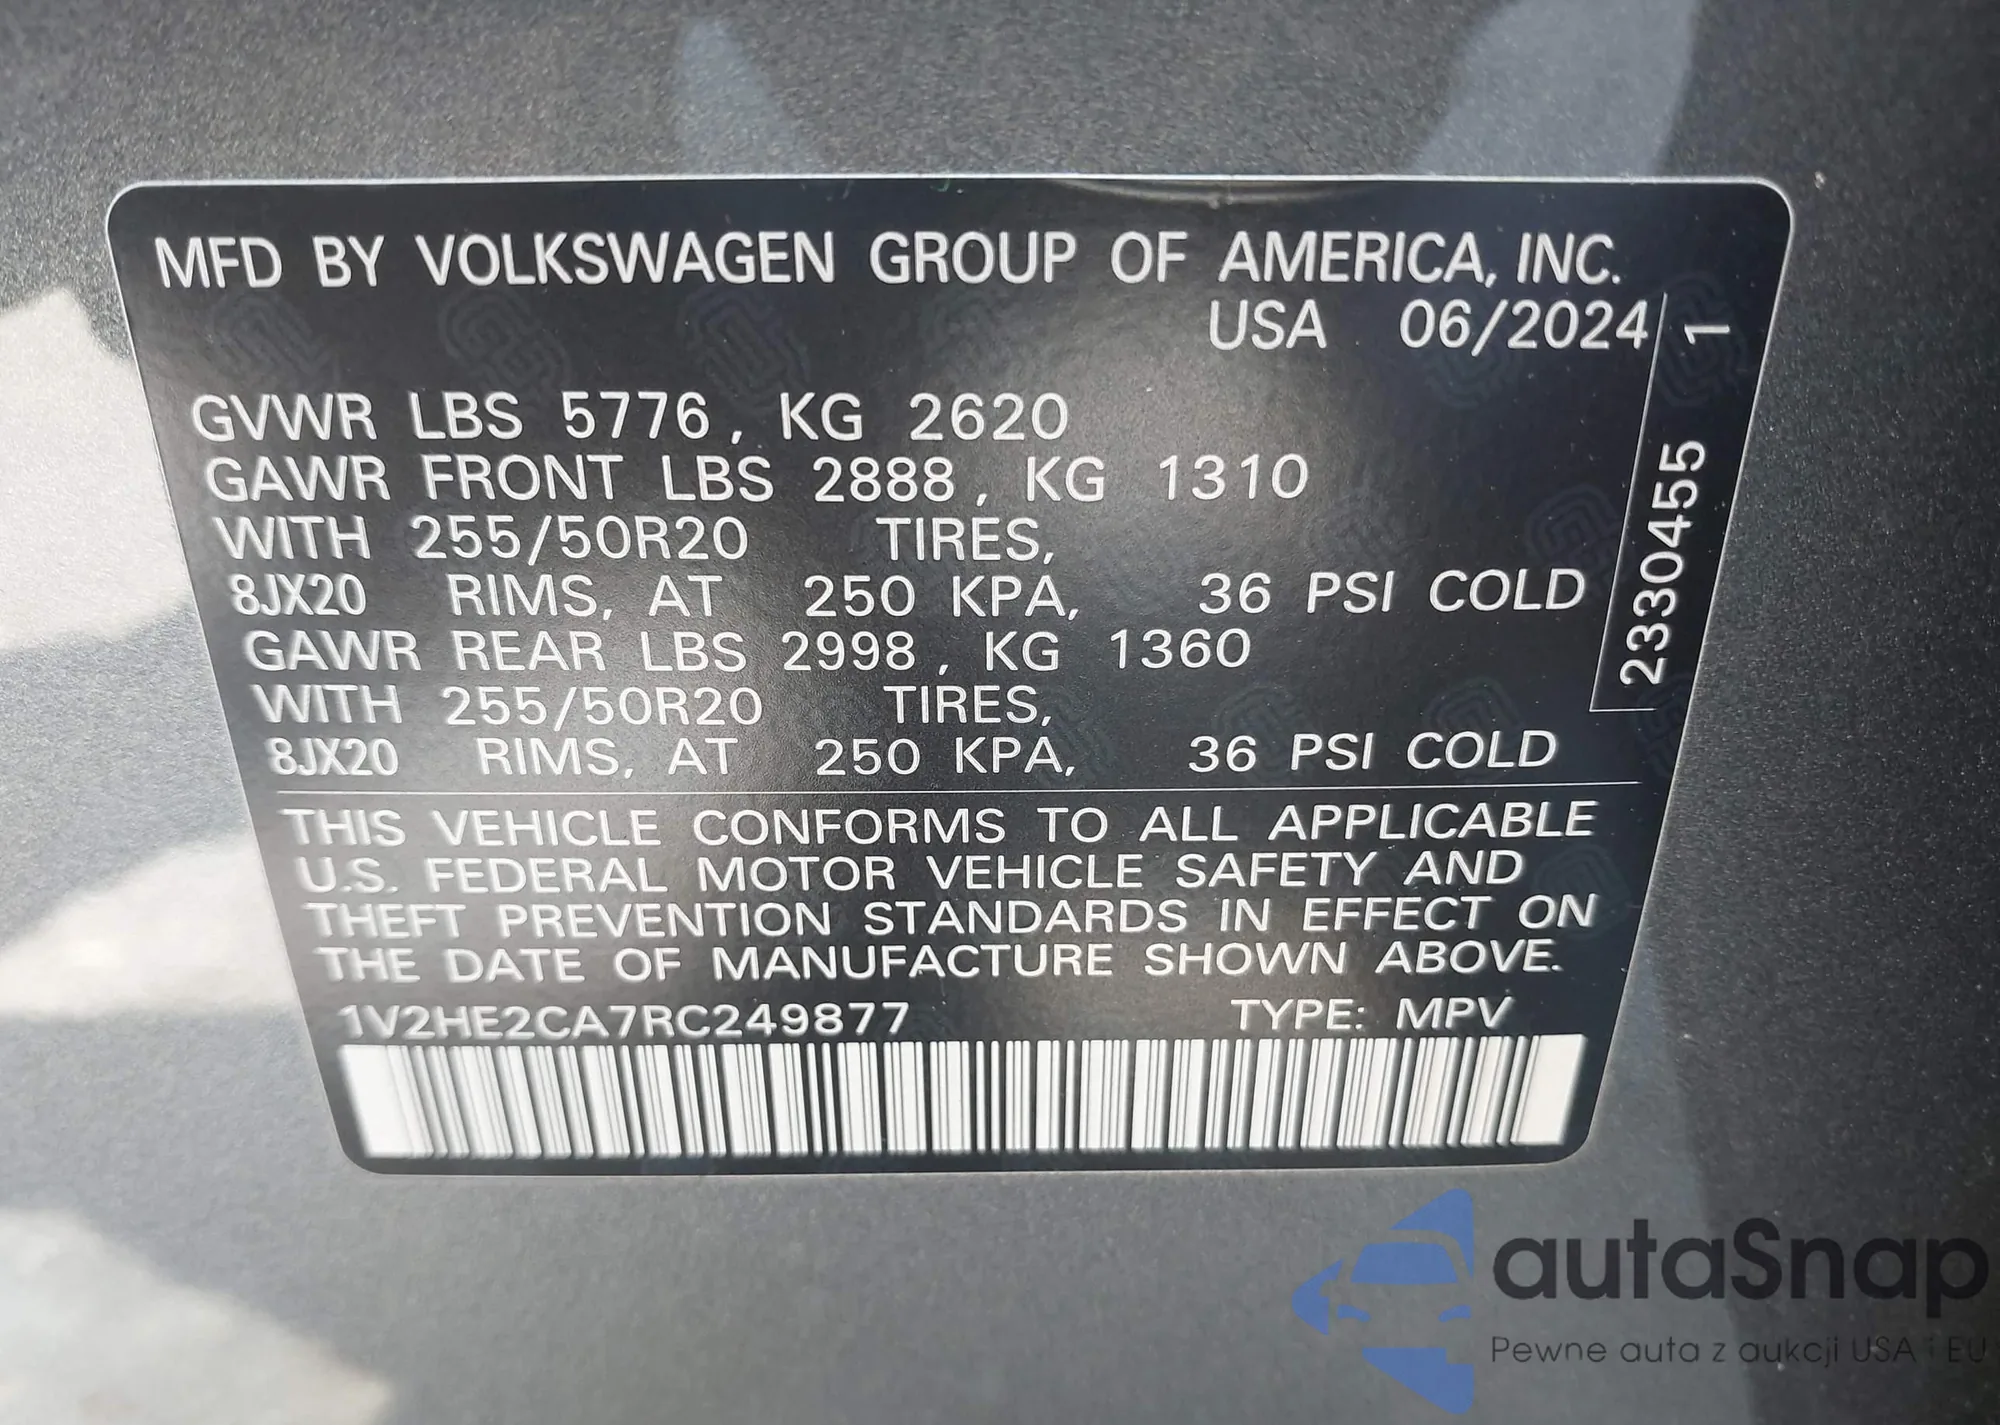 MFD BY VOLKSWAGEN GROUP OF AMERICA, INC.
USA 06/2024
GVWR LBS 5776, KG 2620
GAWR FRONT LBS 2888, KG 1310
WITH 255/50R20 TIRES,
8JX20 RIMS, AT 250 KPA, 36 PSI COLD
GAWR REAR LBS 2998, KG 1360
WITH 255/50R20 TIRES,
8JX20 RIMS, AT 250 KPA, 36 PSI COLD
2330455 1
THIS VEHICLE CONFORMS TO ALL APPLICABLE
U.S. FEDERAL MOTOR VEHICLE SAFETY AND
THEFT PREVENTION STANDARDS IN EFFECT ON
THE DATE OF MANUFACTURE SHOWN ABOVE.
1V2HE2CA7RC249877 TYPE: MPV
autaSnap
Pewne auta z aukcji USA i EU